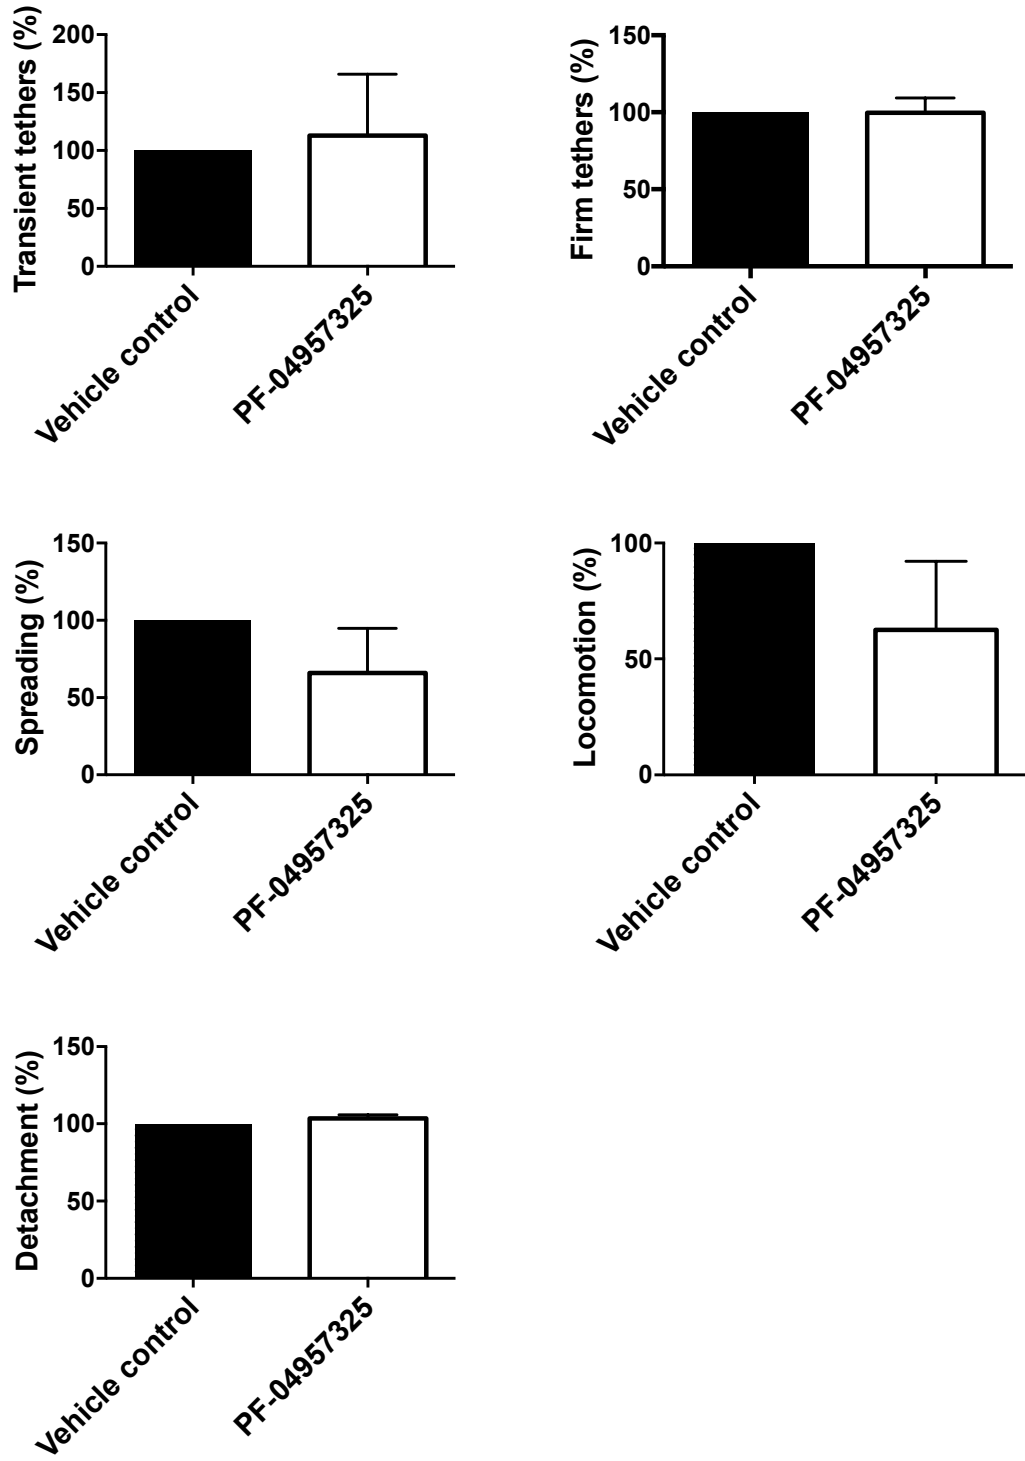 Transient tethers (%)
200
150
100
50
0
Vehicle control
PF-04957325
Firm tethers (%)
150
100
50
0
Vehicle control
PF-04957325
Spreading (%)
150
100
50
0
Vehicle control
PF-04957325
Locomotion (%)
100
50
0
Vehicle control
PF-04957325
Detachment (%)
150
100
50
0
Vehicle control
PF-04957325